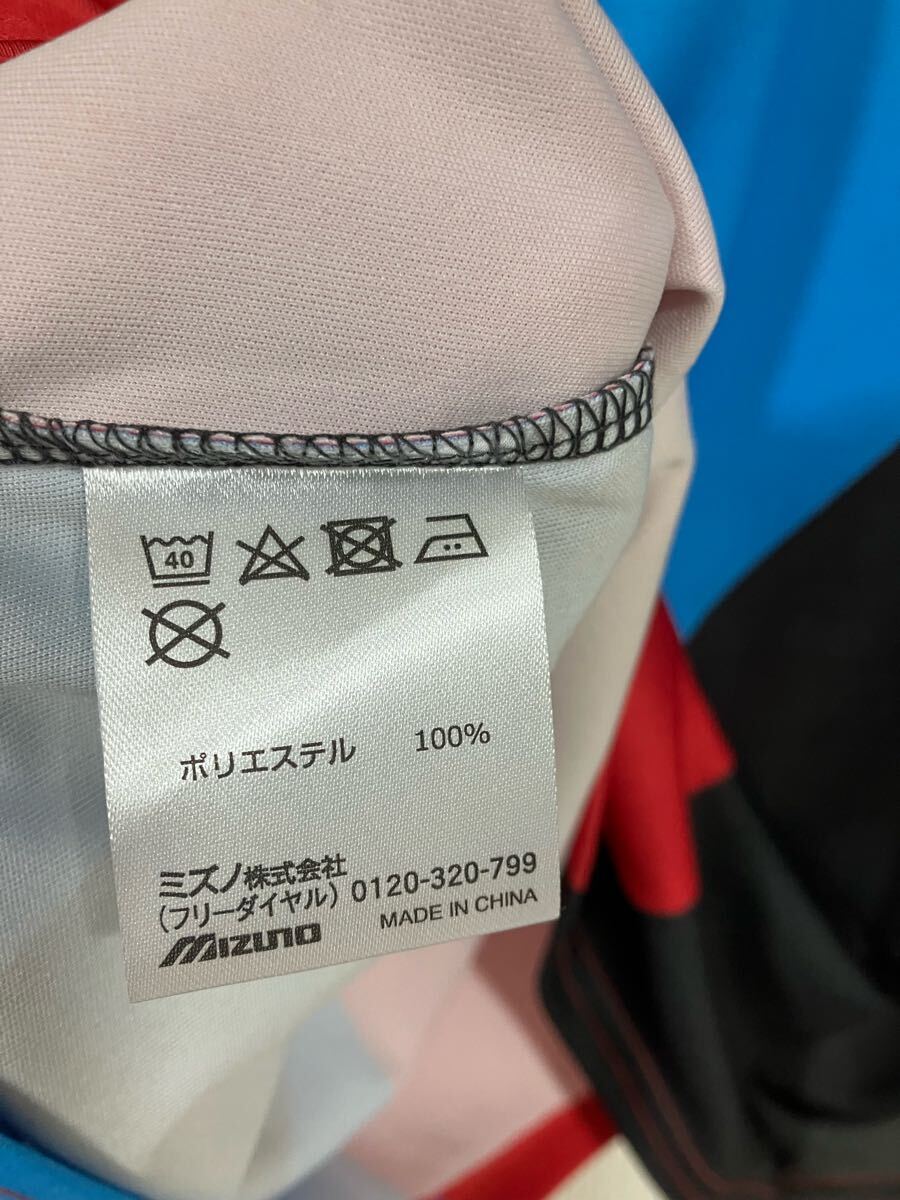 40
ポリエステル 100%
ミズノ株式会社
(フリーダイヤル) 0120-320-799
MIZUNO MADE IN CHINA